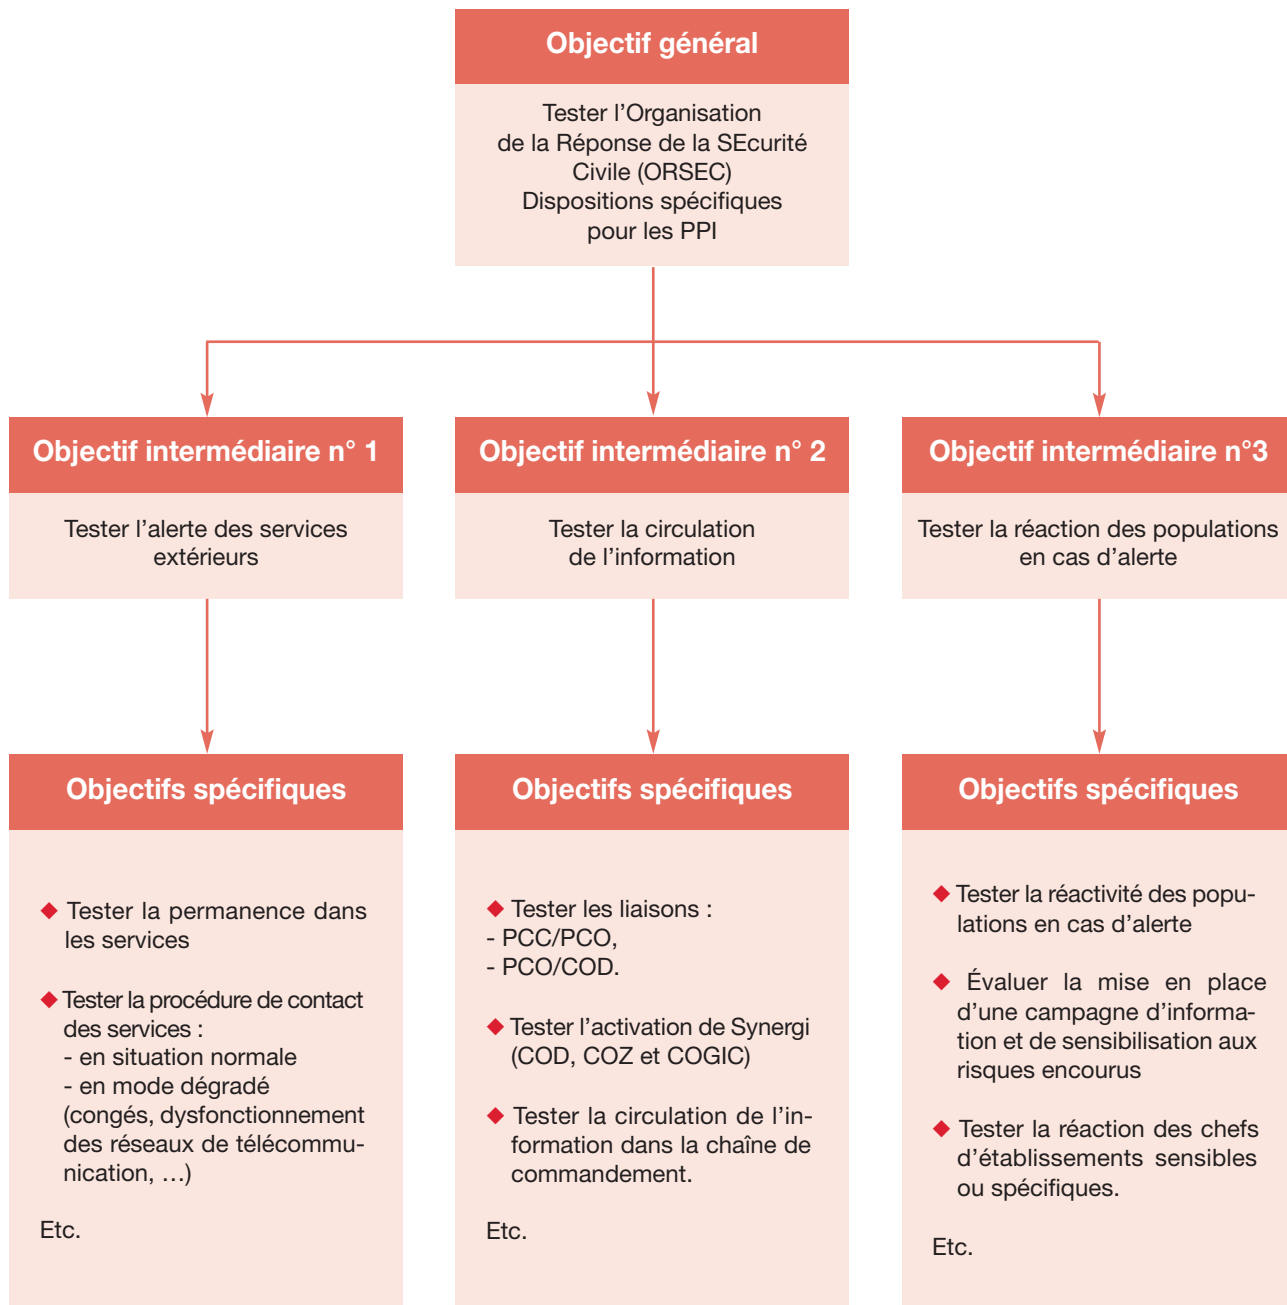 Objectif général
Tester l’Organisation
de la Réponse de la SEcurité
Civile (ORSEC)
Dispositions spécifiques
pour les PPI
Objectif intermédiaire n° 1
Tester l’alerte des services
extérieurs
Objectif intermédiaire n° 2
Tester la circulation
de l’information
Objectif intermédiaire n°3
Tester la réaction des populations
en cas d’alerte
Objectifs spécifiques
◆ Tester la permanence dans
les services
◆ Tester la procédure de contact
des services :
- en situation normale
- en mode dégradé
(congés, dysfonctionnement
des réseaux de télécommu-
nication, …)
Etc.
Objectifs spécifiques
◆ Tester les liaisons :
- PCC/PCO,
- PCO/COD.
◆ Tester l’activation de Synergi
(COD, COZ et COGIC)
◆ Tester la circulation de l’in-
formation dans la chaîne de
commandement.
Etc.
Objectifs spécifiques
◆ Tester la réactivité des popu-
lations en cas d’alerte
◆ Évaluer la mise en place
d’une campagne d’informa-
tion et de sensibilisation aux
risques encourus
◆ Tester la réaction des chefs
d’établissements sensibles
ou spécifiques.
Etc.